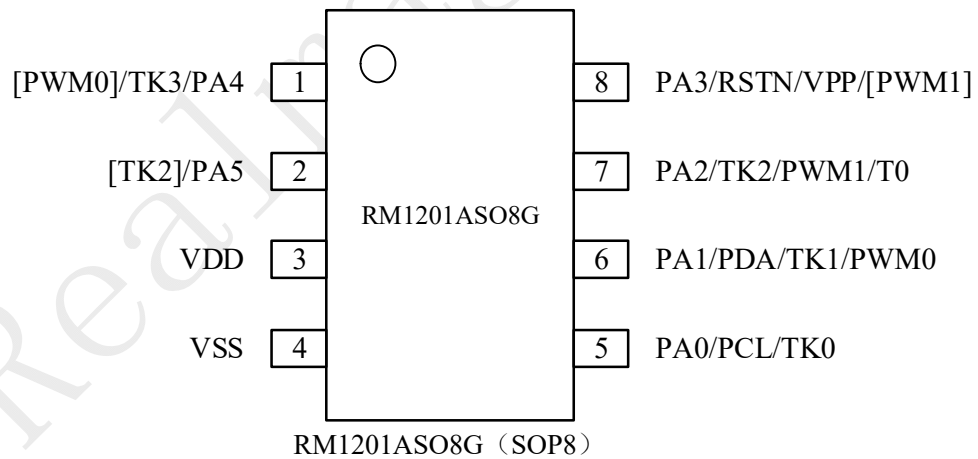 [PWM0]/TK3/PA4 1 8 PA3/RSTN/VPP/[PWM1]
[TK2]/PA5 2 7 PA2/TK2/PWM1/T0
RM1201ASO8G
VDD 3 6 PA1/PDA/TK1/PWM0
VSS 4 5 PA0/PCL/TK0
RM1201ASO8G（SOP8）